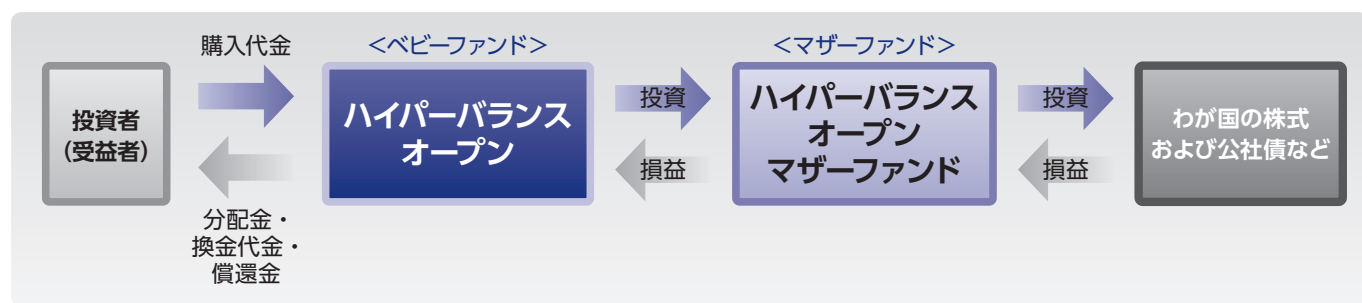 購入代金
<ベビーファンド>
<マザーファンド>
投資者
(受益者)
ハイパーバランス
オープン
投資
損益
ハイパーバランス
オープン
マザーファンド
投資
損益
わが国の株式
および公社債など
分配金・
換金代金・
償還金